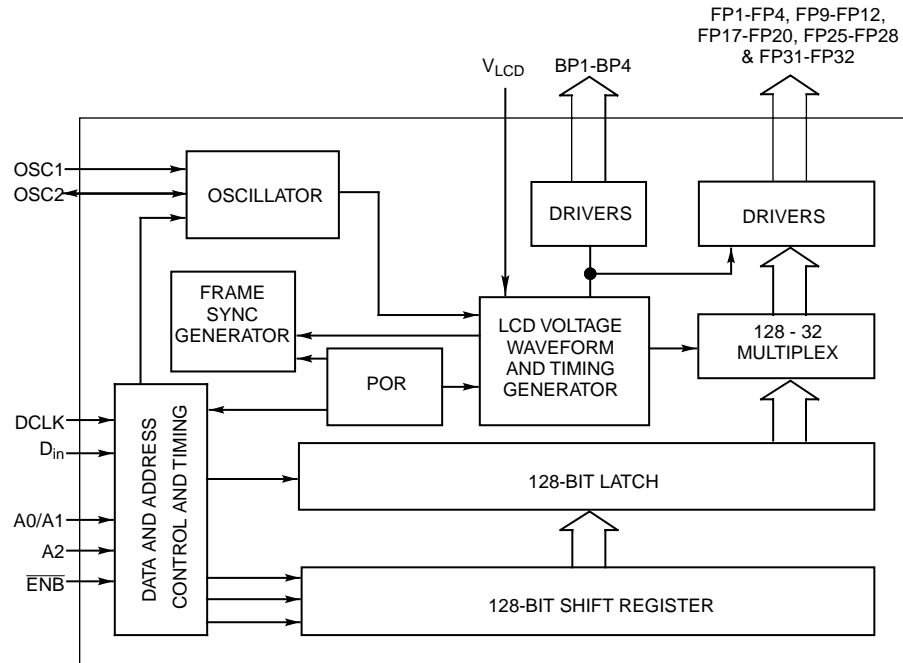 FP1-FP4, FP9-FP12,
FP17-FP20, FP25-FP28
& FP31-FP32
VLCD
BP1-BP4
OSC1
OSC2
OSCILLATOR
DRIVERS
DRIVERS
FRAME
SYNC
GENERATOR
LCD VOLTAGE
WAVEFORM
AND TIMING
GENERATOR
128 - 32
MULTIPLEX
POR
DCLK
Din
A0/A1
A2
ENB
DATA AND ADDRESS
CONTROL AND TIMING
128-BIT LATCH
128-BIT SHIFT REGISTER